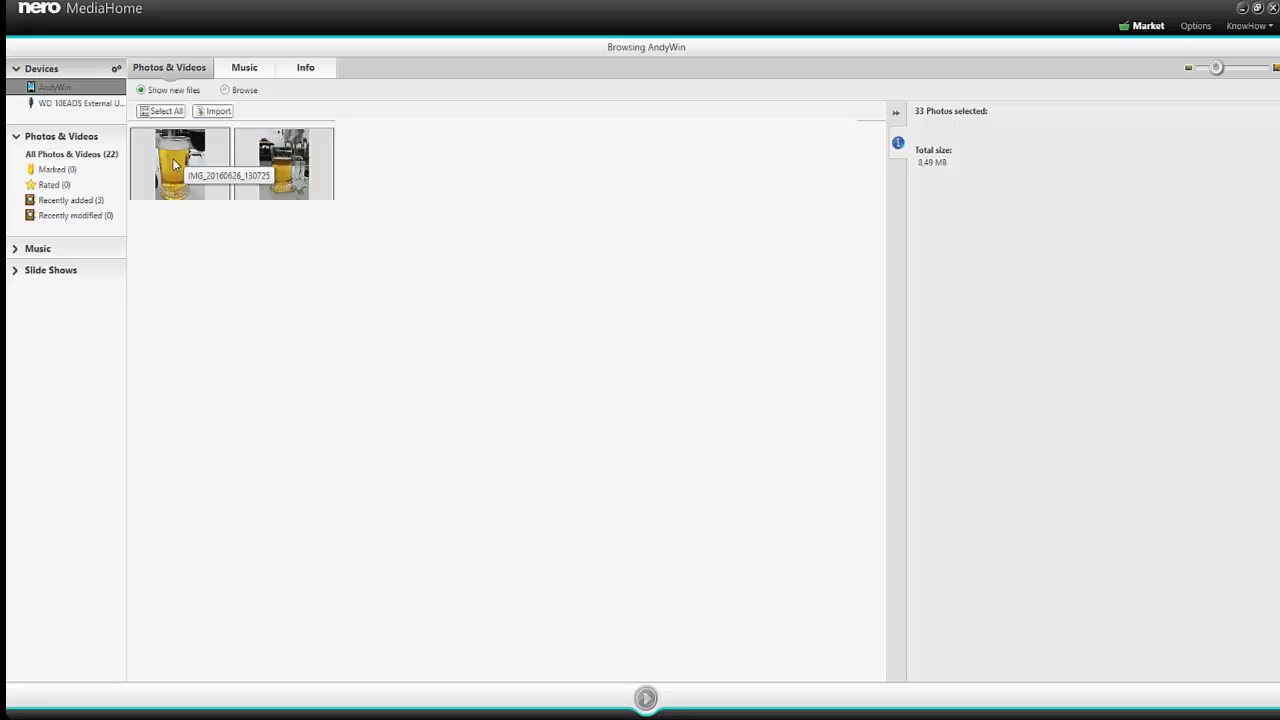 nero MediaHome
Market Options KnowHow
Browsing AndyWin
Devices
AndyWin
WD 10EADS External U...
Photos & Videos
All Photos & Videos (22)
Marked (0)
Rated (0)
Recently added (3)
Recently modified (0)
Music
Slide Shows
Photos & Videos Music Info
Show new files Browse
Select All Import
IMG_20160626_130725
33 Photos selected:
Total size:
8,49 MB